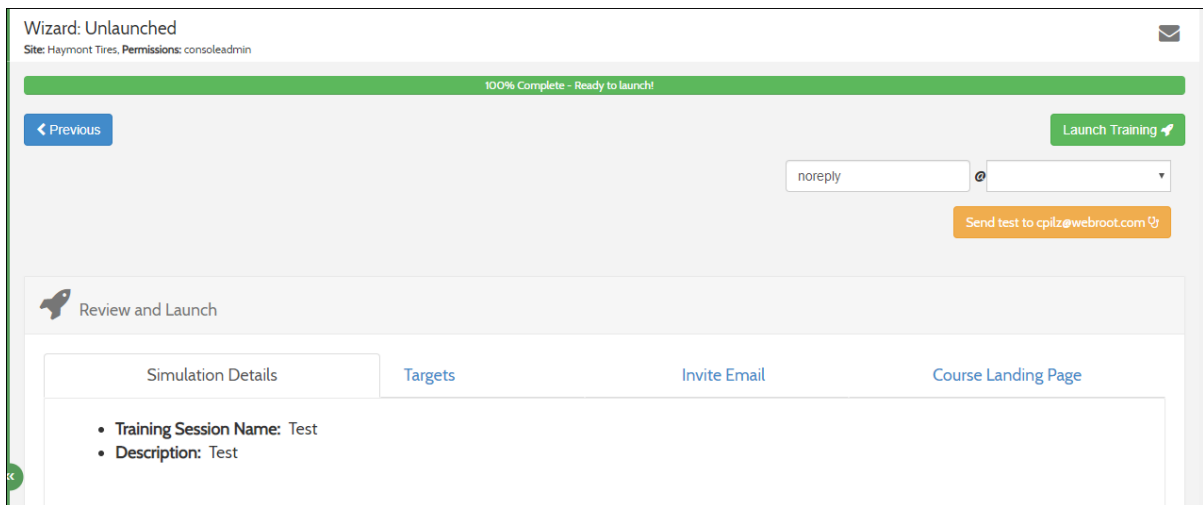 Wizard: Unlaunched
Site: Haymont Tires, Permissions: consoleadmin
100% Complete - Ready to launch!
Previous
Launch Training
noreply @
Send test to cpilz@webroot.com
Review and Launch
Simulation Details Targets Invite Email Course Landing Page
• Training Session Name: Test
• Description: Test
«